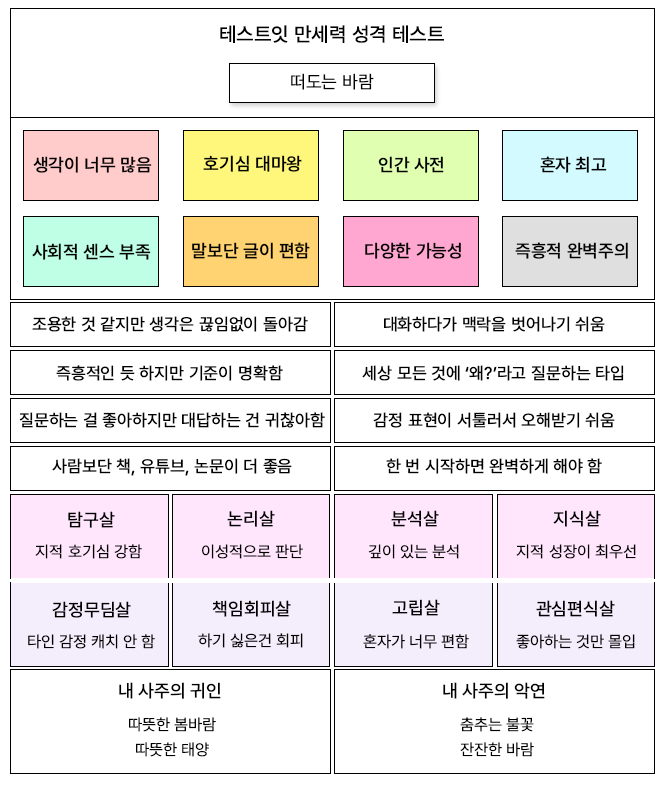 테스트잇 만세력 성격 테스트
떠도는 바람
생각이 너무 많음
호기심 대마왕
인간 사전
혼자 최고
사회적 센스 부족
말보단 글이 편함
다양한 가능성
즉흥적 완벽주의
조용한 것 같지만 생각은 끊임없이 돌아감
대화하다가 맥락을 벗어나기 쉬움
즉흥적인 듯 하지만 기준이 명확함
세상 모든 것에 ‘왜?’라고 질문하는 타입
질문하는 걸 좋아하지만 대답하는 건 귀찮아함
감정 표현이 서툴러서 오해받기 쉬움
사람보단 책, 유튜브, 논문이 더 좋음
한 번 시작하면 완벽하게 해야 함
탐구살
지적 호기심 강함
논리살
이성적으로 판단
분석살
깊이 있는 분석
지식살
지적 성장이 최우선
감정무딤살
타인 감정 캐치 안 함
책임회피살
하기 싫은건 회피
고립살
혼자가 너무 편함
관심편식살
좋아하는 것만 몰입
내 사주의 귀인
따뜻한 봄바람
따뜻한 태양
내 사주의 악연
춤추는 불꽃
잔잔한 바람